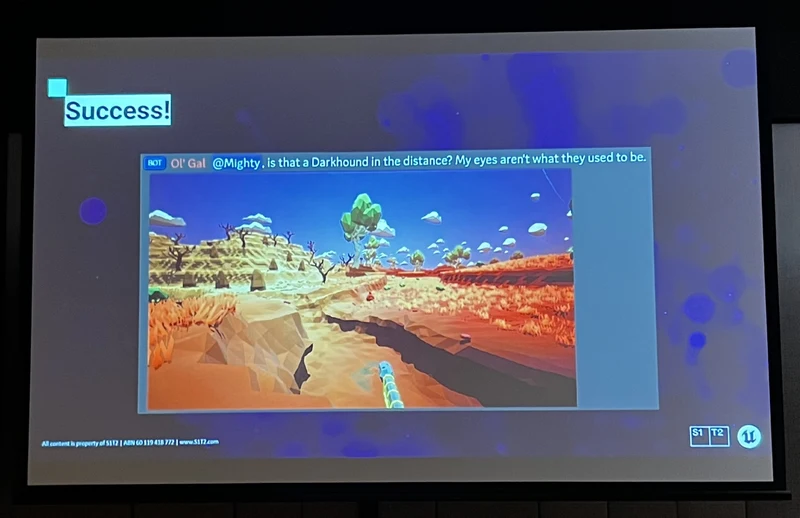 Success!
BOT Ol' Gal @Mighty, is that a Darkhound in the distance? My eyes aren't what they used to be.
All content is property of S1T2 | ABN 60 119 418 772 | www.S1T2.com
S1 T2